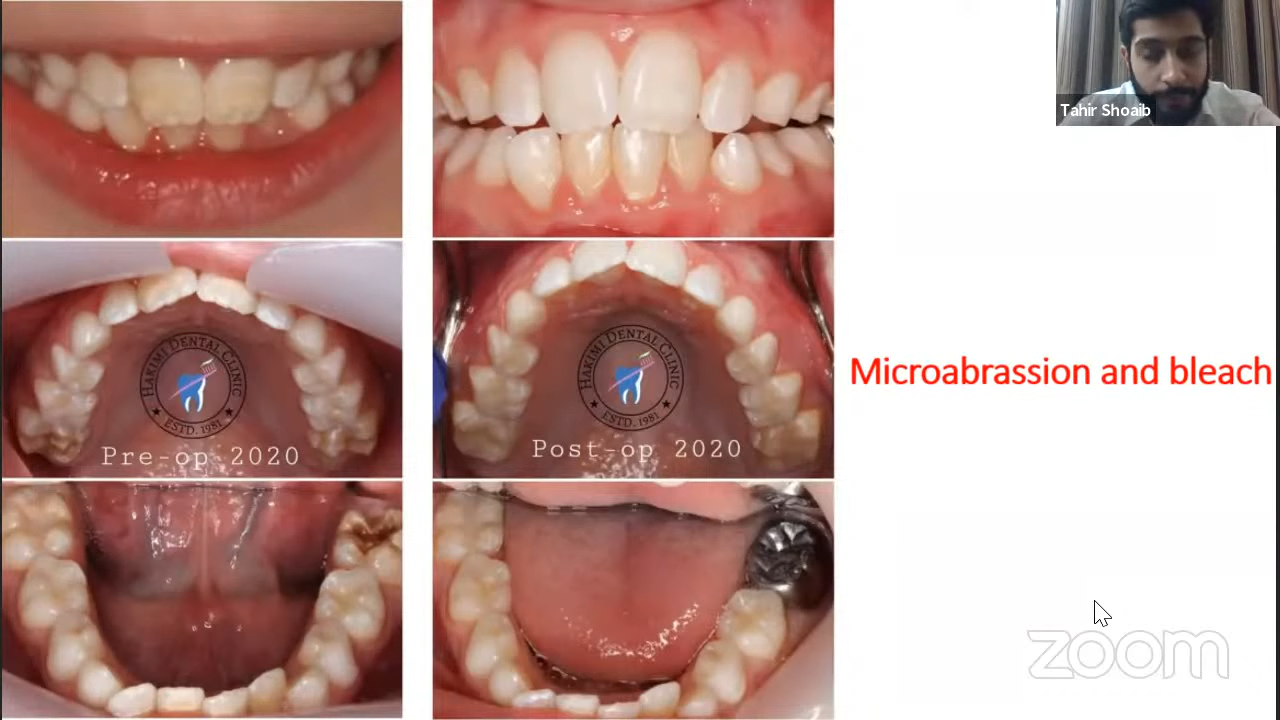 Tahir Shoaib
HAKIMI DENTAL CLINIC
ESTD. 1981
Pre-op 2020
HAKIMI DENTAL CLINIC
ESTD. 1981
Post-op 2020
Microabrassion and bleach
zoom